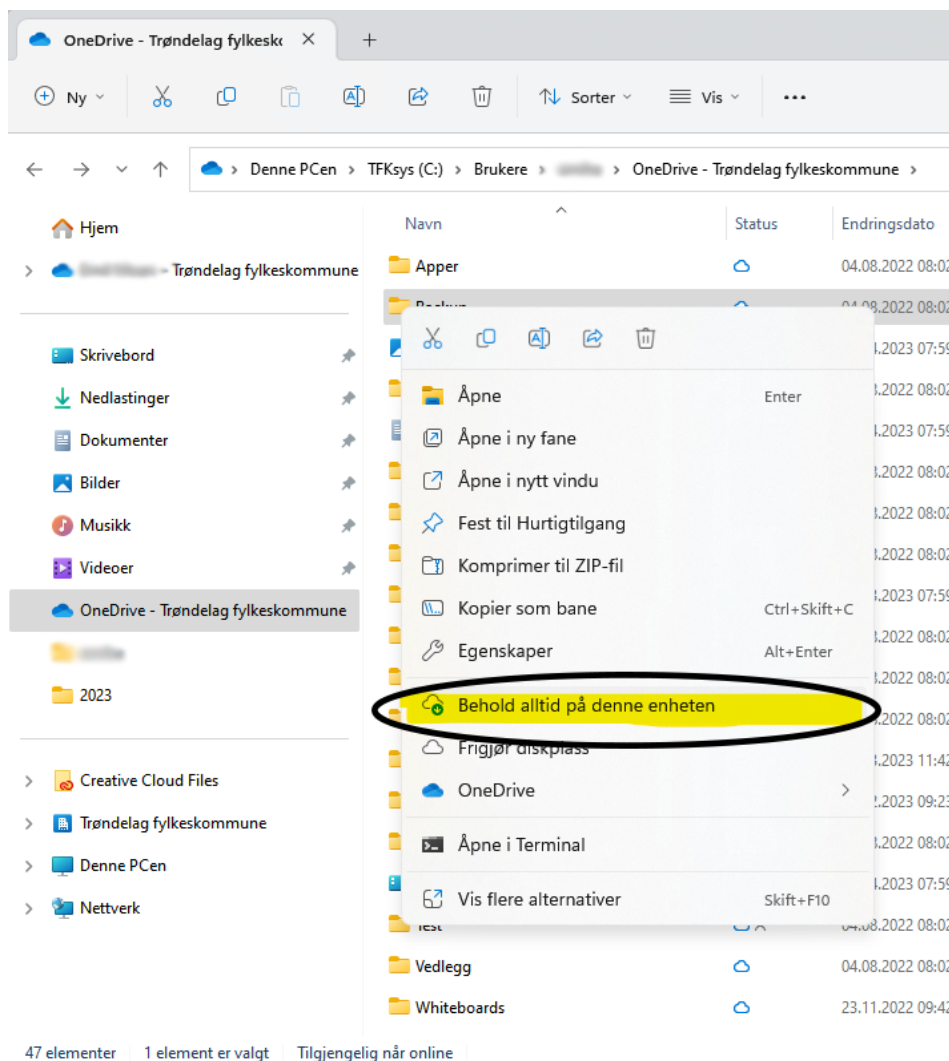 OneDrive - Trøndelag fylkesk
Ny
Sorter
Vis
Denne PCen > TFKsys (C:) > Brukere > > OneDrive - Trøndelag fylkeskommune >
Navn Status Endringsdato
Hjem
– Trøndelag fylkeskommune
Skrivebord
Nedlastinger
Dokumenter
Bilder
Musikk
Videoer
OneDrive - Trøndelag fylkeskommune
2023
Creative Cloud Files
Trøndelag fylkeskommune
Denne PCen
Nettverk
Apper 04.08.2022 08:02
Backup 04.08.2022 08:02
Åpne Enter
Åpne i ny fane
Åpne i nytt vindu
Fest til Hurtigtilgang
Komprimer til ZIP-fil
Kopier som bane Ctrl+Skift+C
Egenskaper Alt+Enter
Behold alltid på denne enheten
Frigjør diskplass
OneDrive
Åpne i Terminal
Vis flere alternativer Skift+F10
Test 04.08.2022 08:02
Vedlegg 04.08.2022 08:02
Whiteboards 23.11.2022 09:42
47 elementer 1 element er valgt Tilgjengelig når online